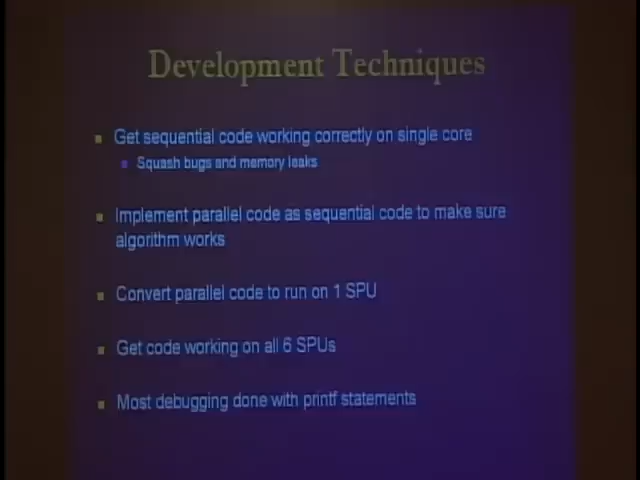 Development Techniques
Get sequential code working correctly on single core
Squash bugs and memory leaks
Implement parallel code as sequential code to make sure
algorithm works
Convert parallel code to run on 1 SPU
Get code working on all 6 SPUs
Most debugging done with printf statements